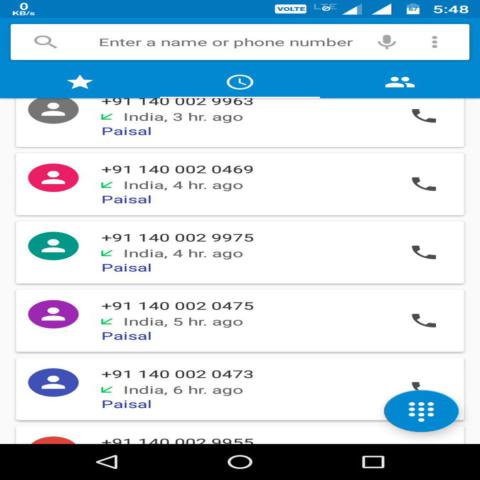 0
KB/s
VOLTE
LTE
87
5:48
Enter a name or phone number
+91 140 002 9963
India, 3 hr. ago
Paisal
+91 140 002 0469
India, 4 hr. ago
Paisal
+91 140 002 9975
India, 4 hr. ago
Paisal
+91 140 002 0475
India, 5 hr. ago
Paisal
+91 140 002 0473
India, 6 hr. ago
Paisal
+91 140 002 9955